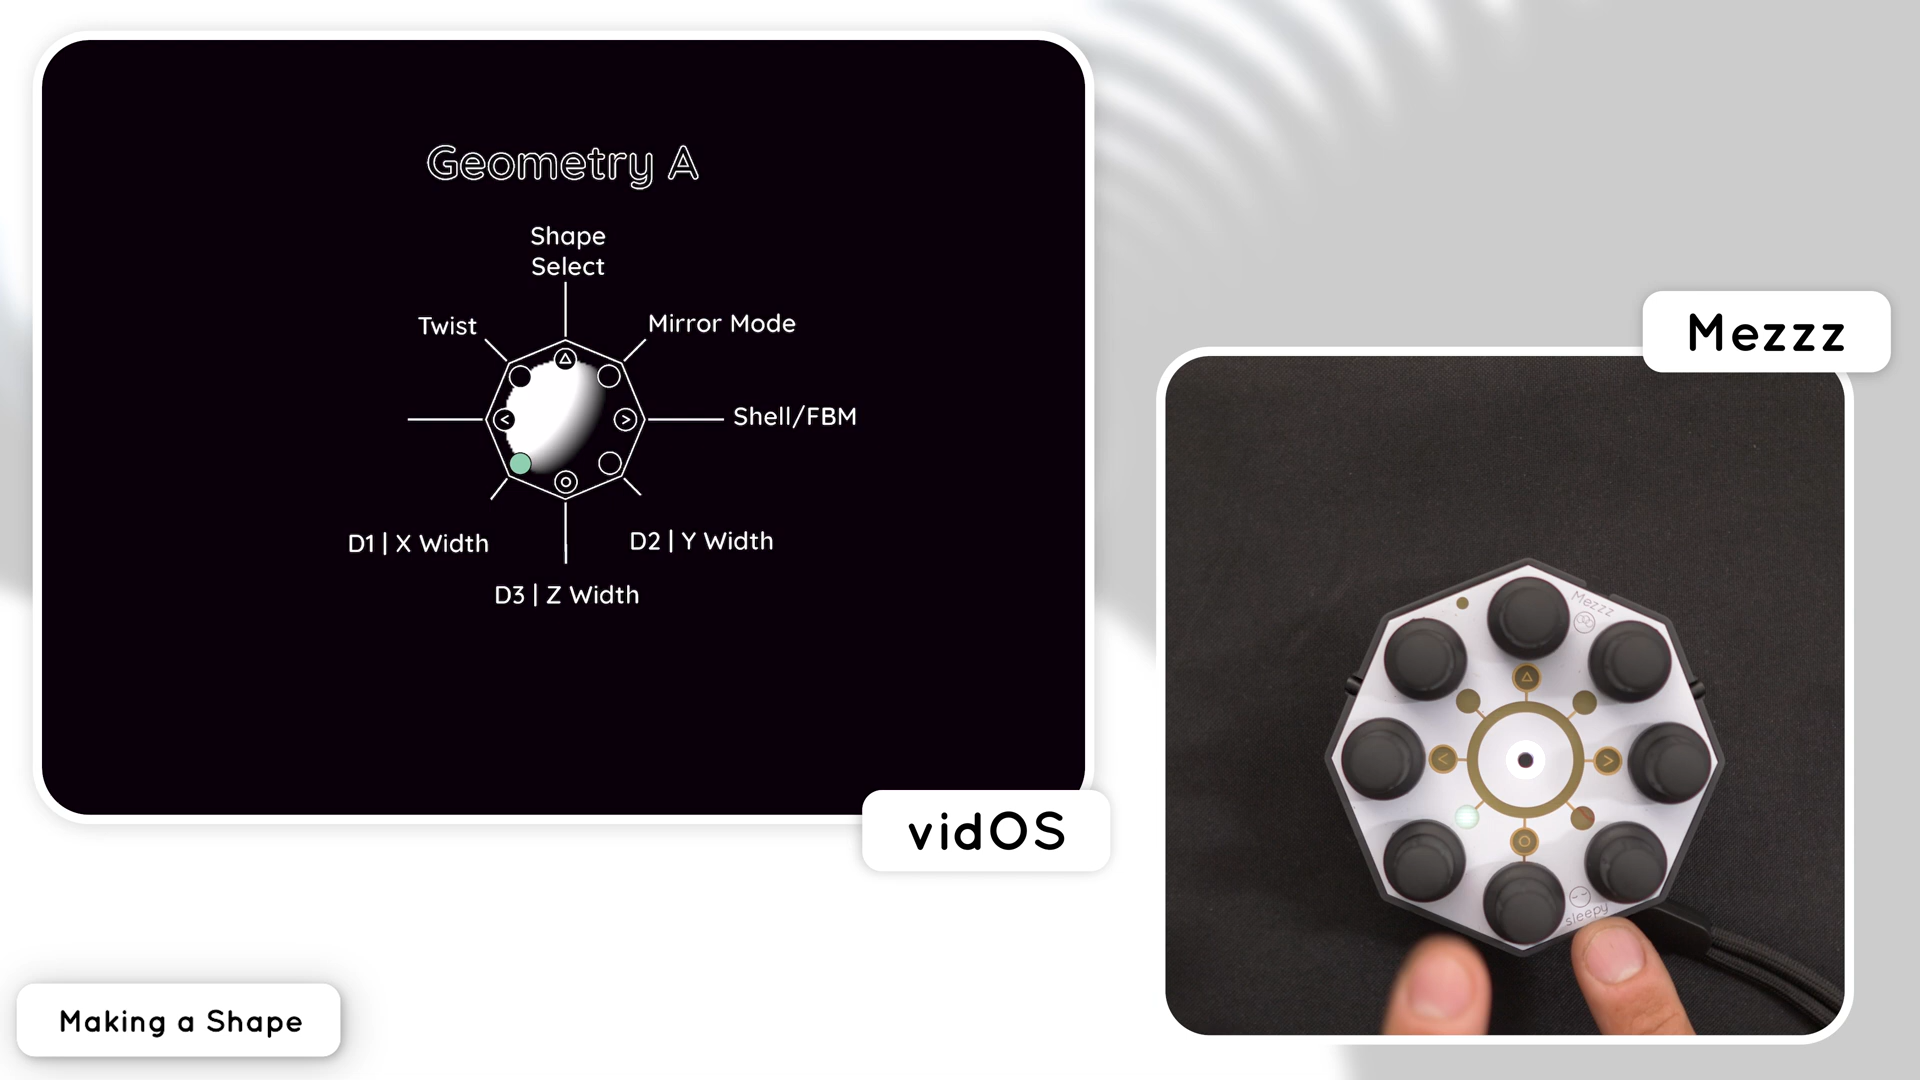 Geometry A
Shape
Select
Twist
Mirror Mode
Shell/FBM
D1 | X Width
D2 | Y Width
D3 | Z Width
vidOS
Mezzz
Mezzz
sleepy
Making a Shape